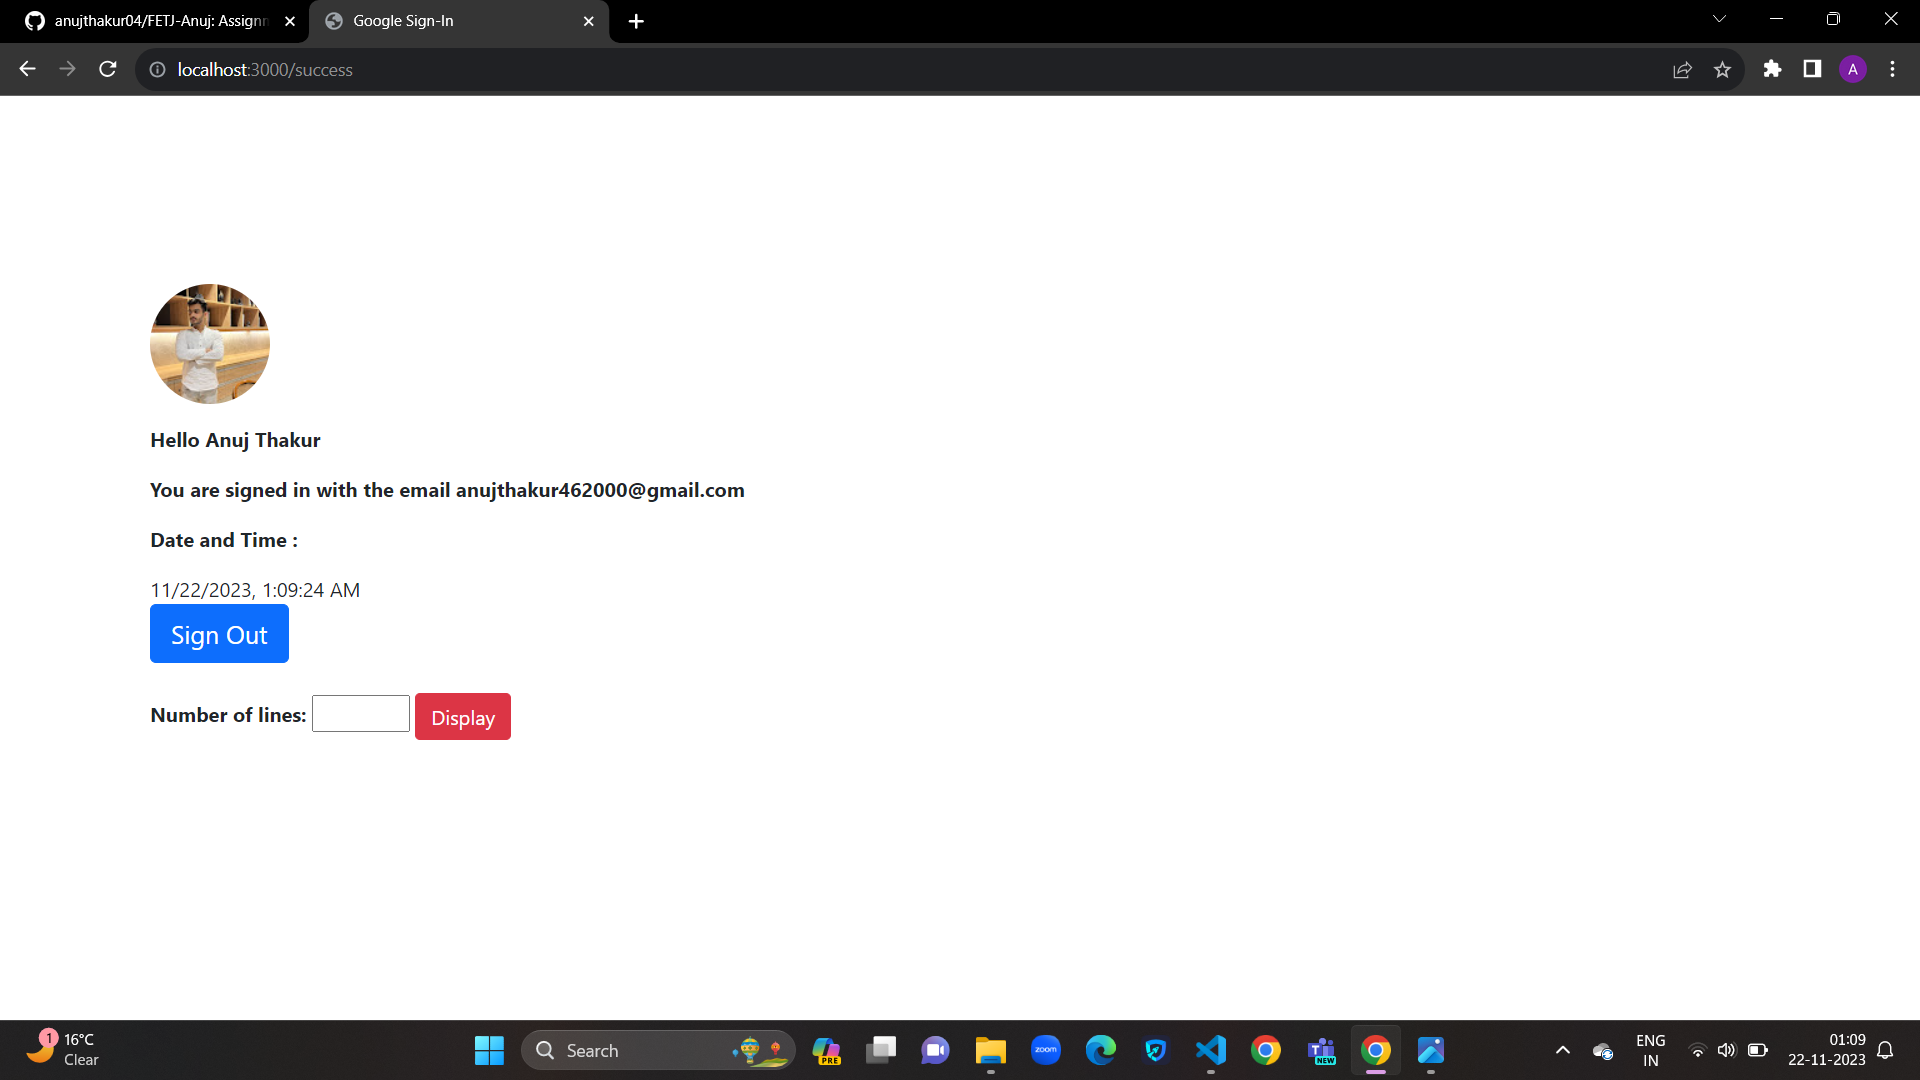 anujthakur04/FETJ-Anuj: Assignm
Google Sign-In
localhost:3000/success
A
Hello Anuj Thakur
You are signed in with the email anujthakur462000@gmail.com
Date and Time :
11/22/2023, 1:09:24 AM
Sign Out
Number of lines:
Display
1
16°C
Clear
Search
PRE
zoom
T
NEW
ENG
IN
01:09
22-11-2023